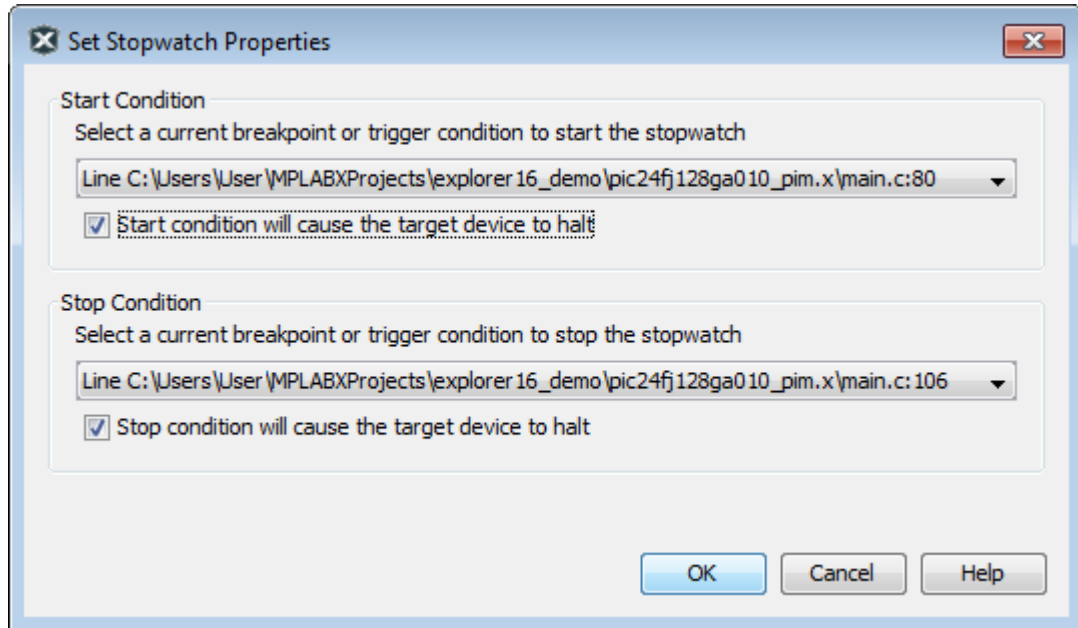 Set Stopwatch Properties
Start Condition
Select a current breakpoint or trigger condition to start the stopwatch
Line C:\Users\User\MPLABXProjects\explorer16_demo\pic24fj128ga010_pim.x\main.c:80
Start condition will cause the target device to halt
Stop Condition
Select a current breakpoint or trigger condition to stop the stopwatch
Line C:\Users\User\MPLABXProjects\explorer16_demo\pic24fj128ga010_pim.x\main.c:106
Stop condition will cause the target device to halt
OK Cancel Help